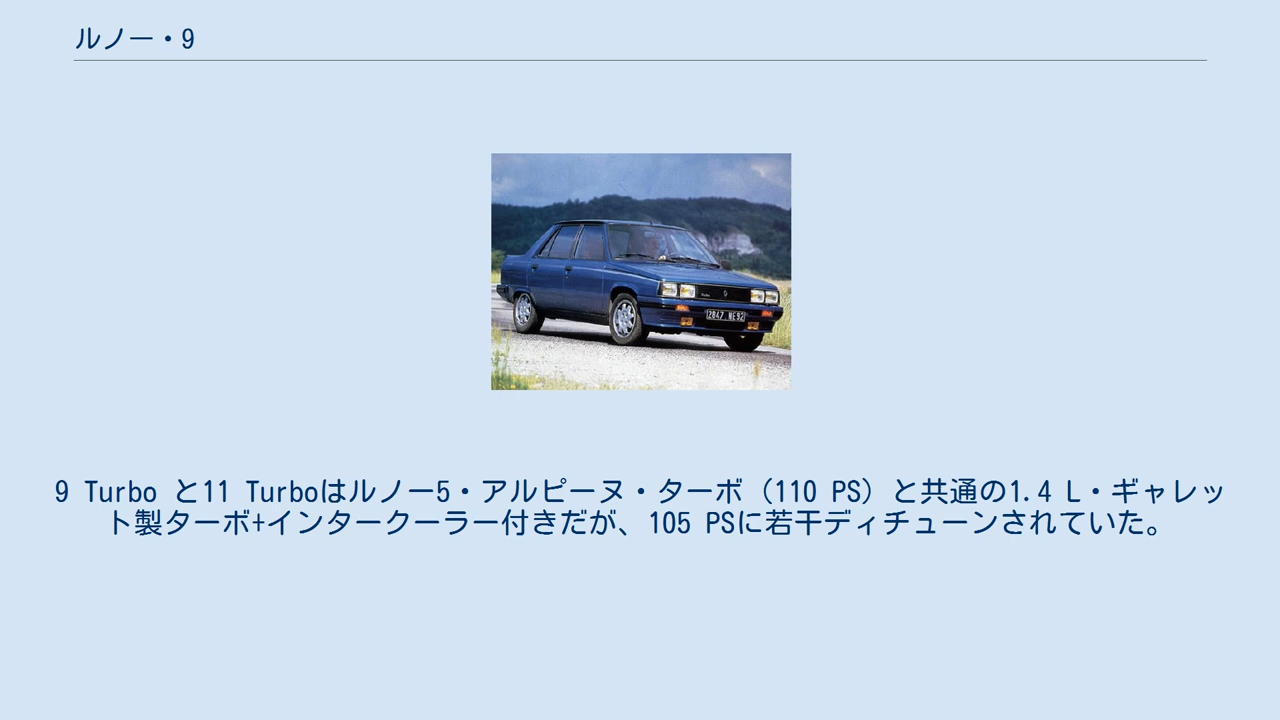 ルノー・9
2847 NE 92
9 Turbo と11 Turboはルノー5・アルピーヌ・ターボ（110 PS）と共通の1.4 L・ギャレッ
ト製ターボ+インタークーラー付きだが、105 PSに若干ディチューンされていた。